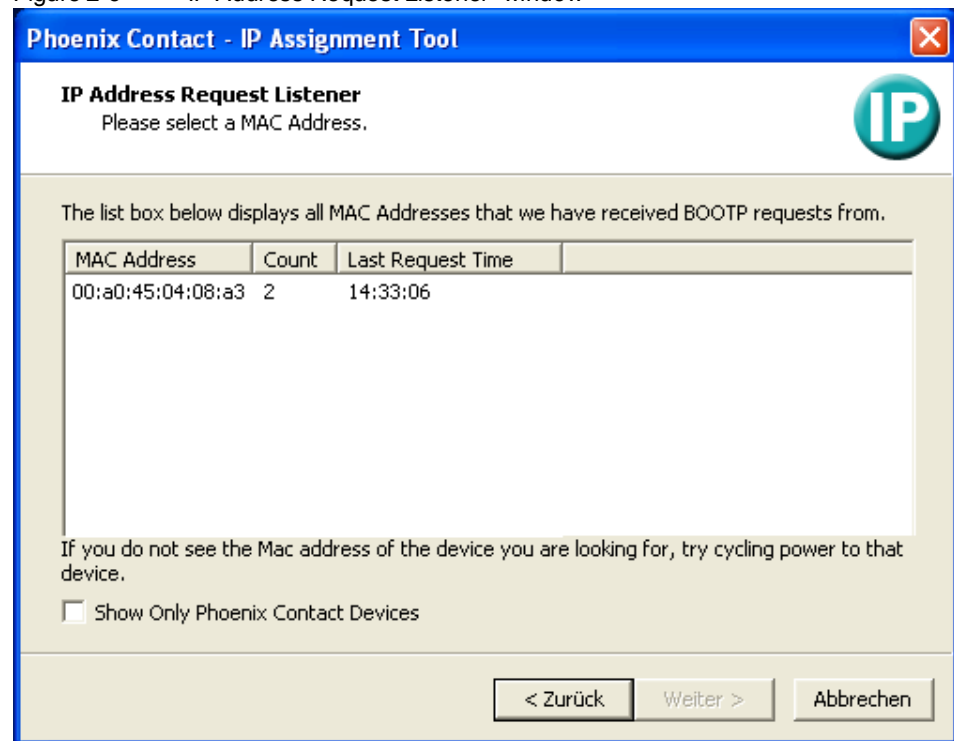 Phoenix Contact - IP Assignment Tool
IP Address Request Listener
Please select a MAC Address.
IP
The list box below displays all MAC Addresses that we have received BOOTP requests from.
MAC Address Count Last Request Time
00:a0:45:04:08:a3 2 14:33:06
If you do not see the Mac address of the device you are looking for, try cycling power to that
device.
Show Only Phoenix Contact Devices
< Zurück Weiter > Abbrechen